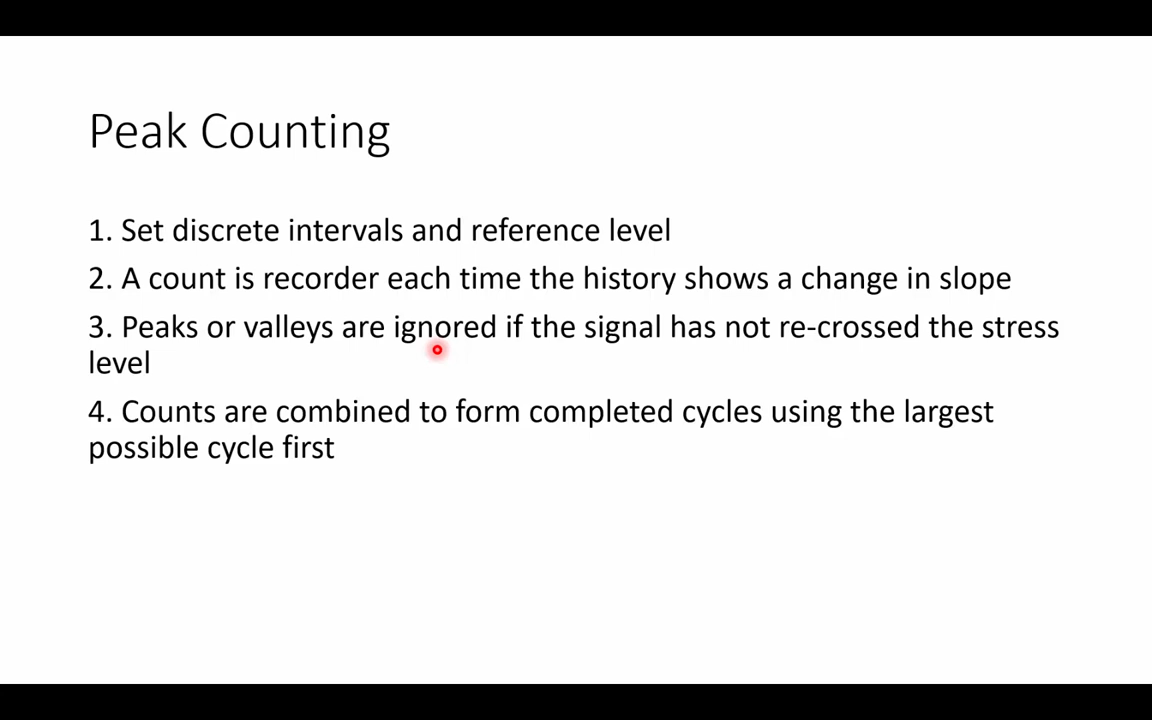 Peak Counting
1. Set discrete intervals and reference level
2. A count is recorder each time the history shows a change in slope
3. Peaks or valleys are ignored if the signal has not re-crossed the stress
level
4. Counts are combined to form completed cycles using the largest
possible cycle first